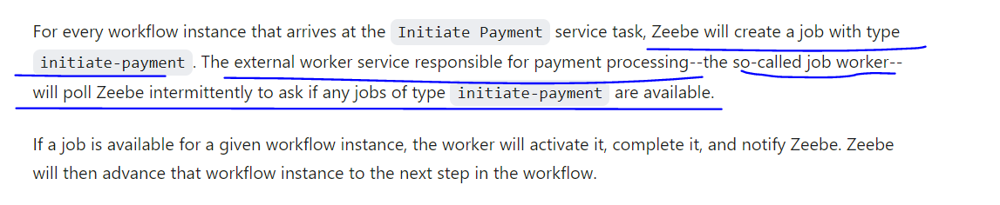 For every workflow instance that arrives at the Initiate Payment service task, Zeebe will create a job with type
initiate-payment. The external worker service responsible for payment processing--the so-called job worker--
will poll Zeebe intermittently to ask if any jobs of type initiate-payment are available.
If a job is available for a given workflow instance, the worker will activate it, complete it, and notify Zeebe. Zeebe
will then advance that workflow instance to the next step in the workflow.